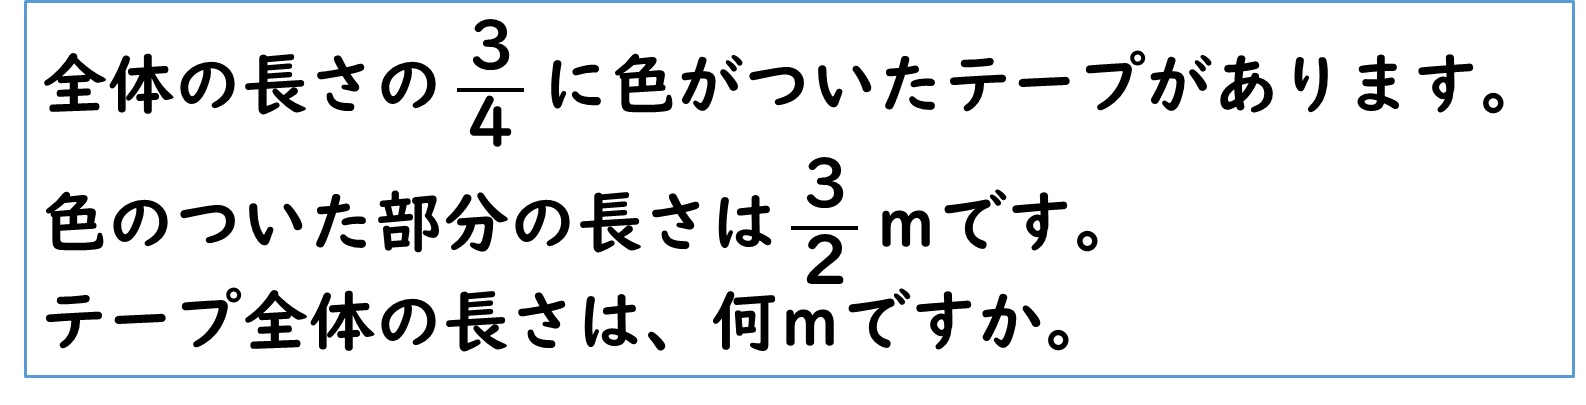 全体の長さの3/4に色がついたテープがあります。
色のついた部分の長さは3/2mです。
テープ全体の長さは、何mですか。